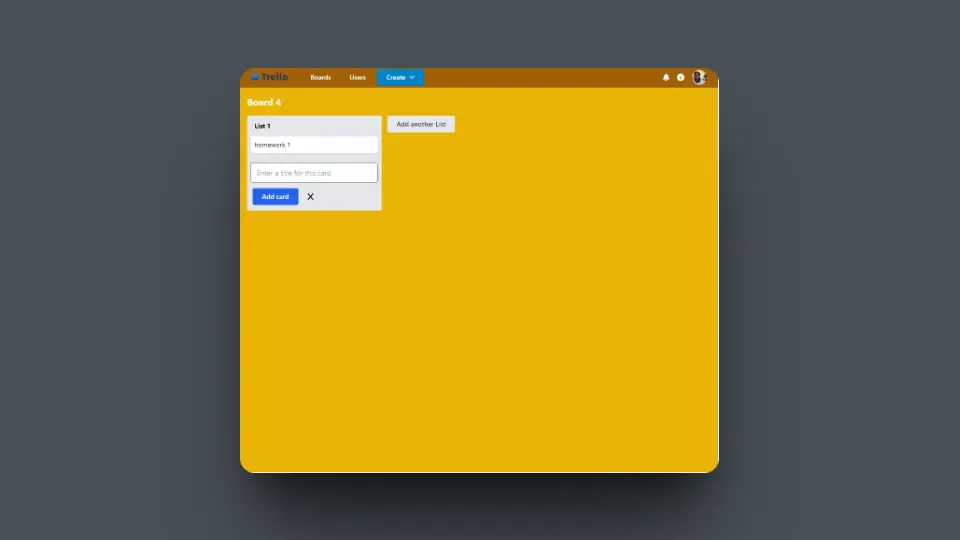 Trello
Boards
Users
Create
Board 4
List 1
Add another List
homework 1
Enter a title for this card
Add card
X